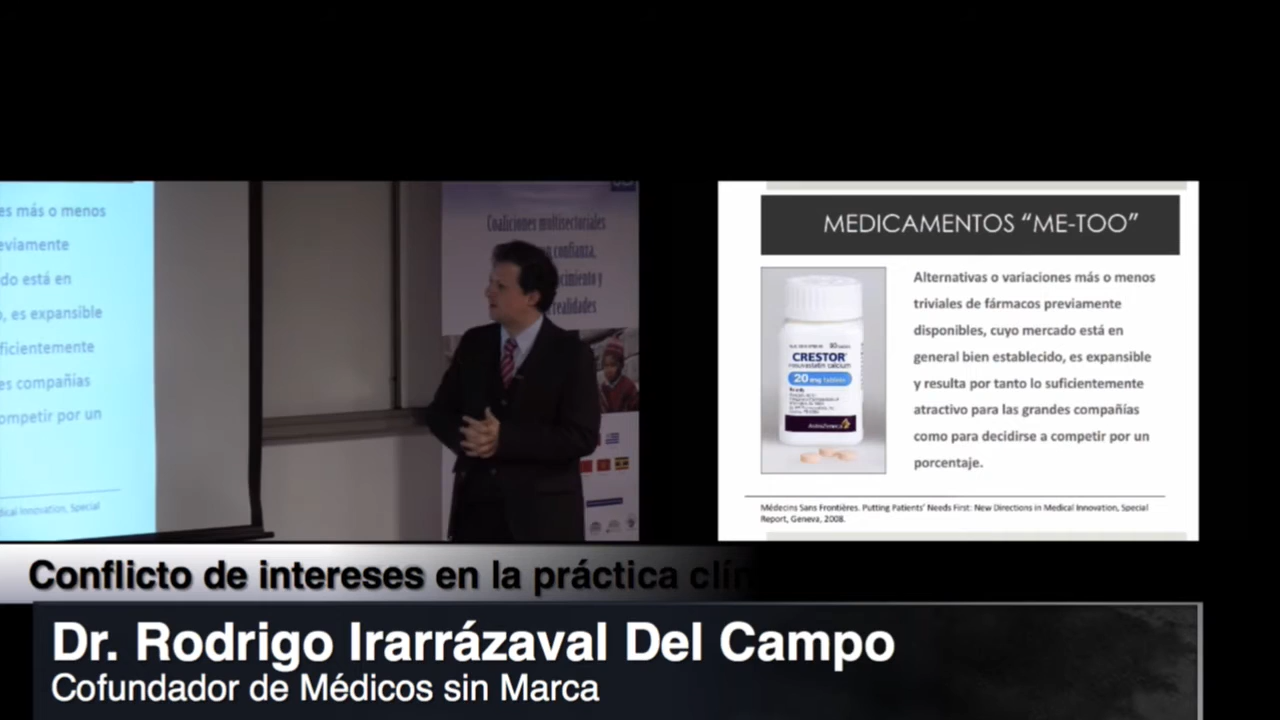 es más o menos
eviamente
do está en
o, es expansible
ficientemente
es compañías
ompetir por un
dical Innovation, Special
Coaliciones multisectoriales
confianza,
y
realidades
MEDICAMENTOS “ME-TOO”
CRESTOR
20 mg
AstraZeneca
Alternativas o variaciones más o menos
triviales de fármacos previamente
disponibles, cuyo mercado está en
general bien establecido, es expansible
y resulta por tanto lo suficientemente
atractivo para las grandes compañías
como para decidirse a competir por un
porcentaje.
Médecins Sans Frontières. Putting Patients’ Needs First: New Directions in Medical Innovation, Special
Report, Geneva, 2008.
Conflicto de intereses en la práctica clín
Dr. Rodrigo Irarrázaval Del Campo
Cofundador de Médicos sin Marca